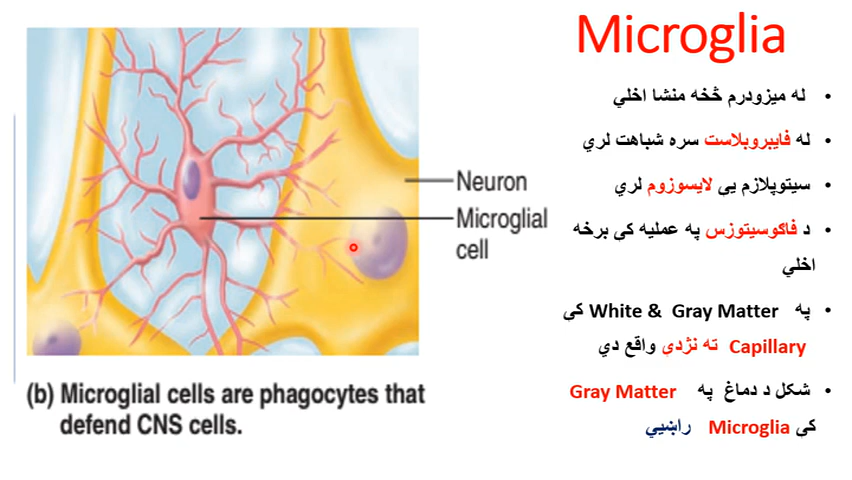 Microglia
له میزودرم څخه منشا اخلي
له فایبروبلاست سره شباهت لري
سیتوپلازم یې لایسوزوم لري
د فاګوسیتوزس په عملیه کې برخه
اخلي
په White & Gray Matter کې
Capillary ته نژدې واقع دي
شکل د دماغ په Gray Matter
کې Microglia راښيي
Neuron
Microglial
cell
(b) Microglial cells are phagocytes that
defend CNS cells.